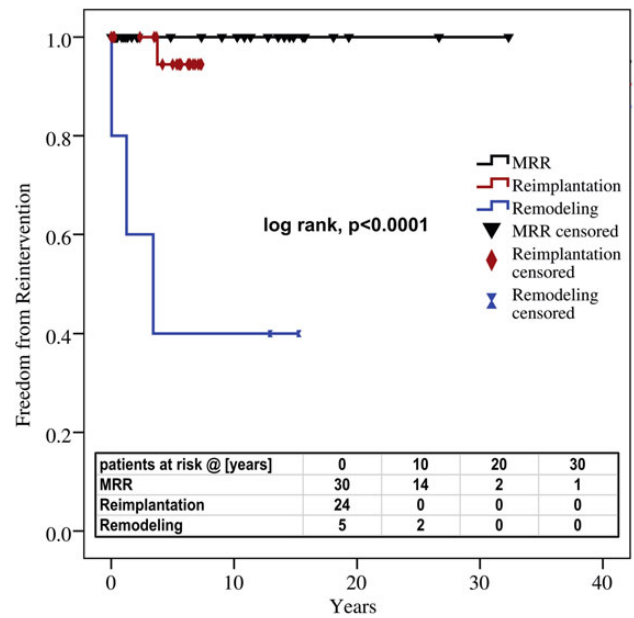 Freedom from Reintervention
1.0
0.8
0.6
0.4
0.2
0.0
MRR
Reimplantation
Remodeling
MRR censored
Reimplantation
censored
Remodeling
censored
log rank, p<0.0001
patients at risk @ [years] 0 10 20 30
MRR 30 14 2 1
Reimplantation 24 0 0 0
Remodeling 5 2 0 0
0 10 20 30 40
Years